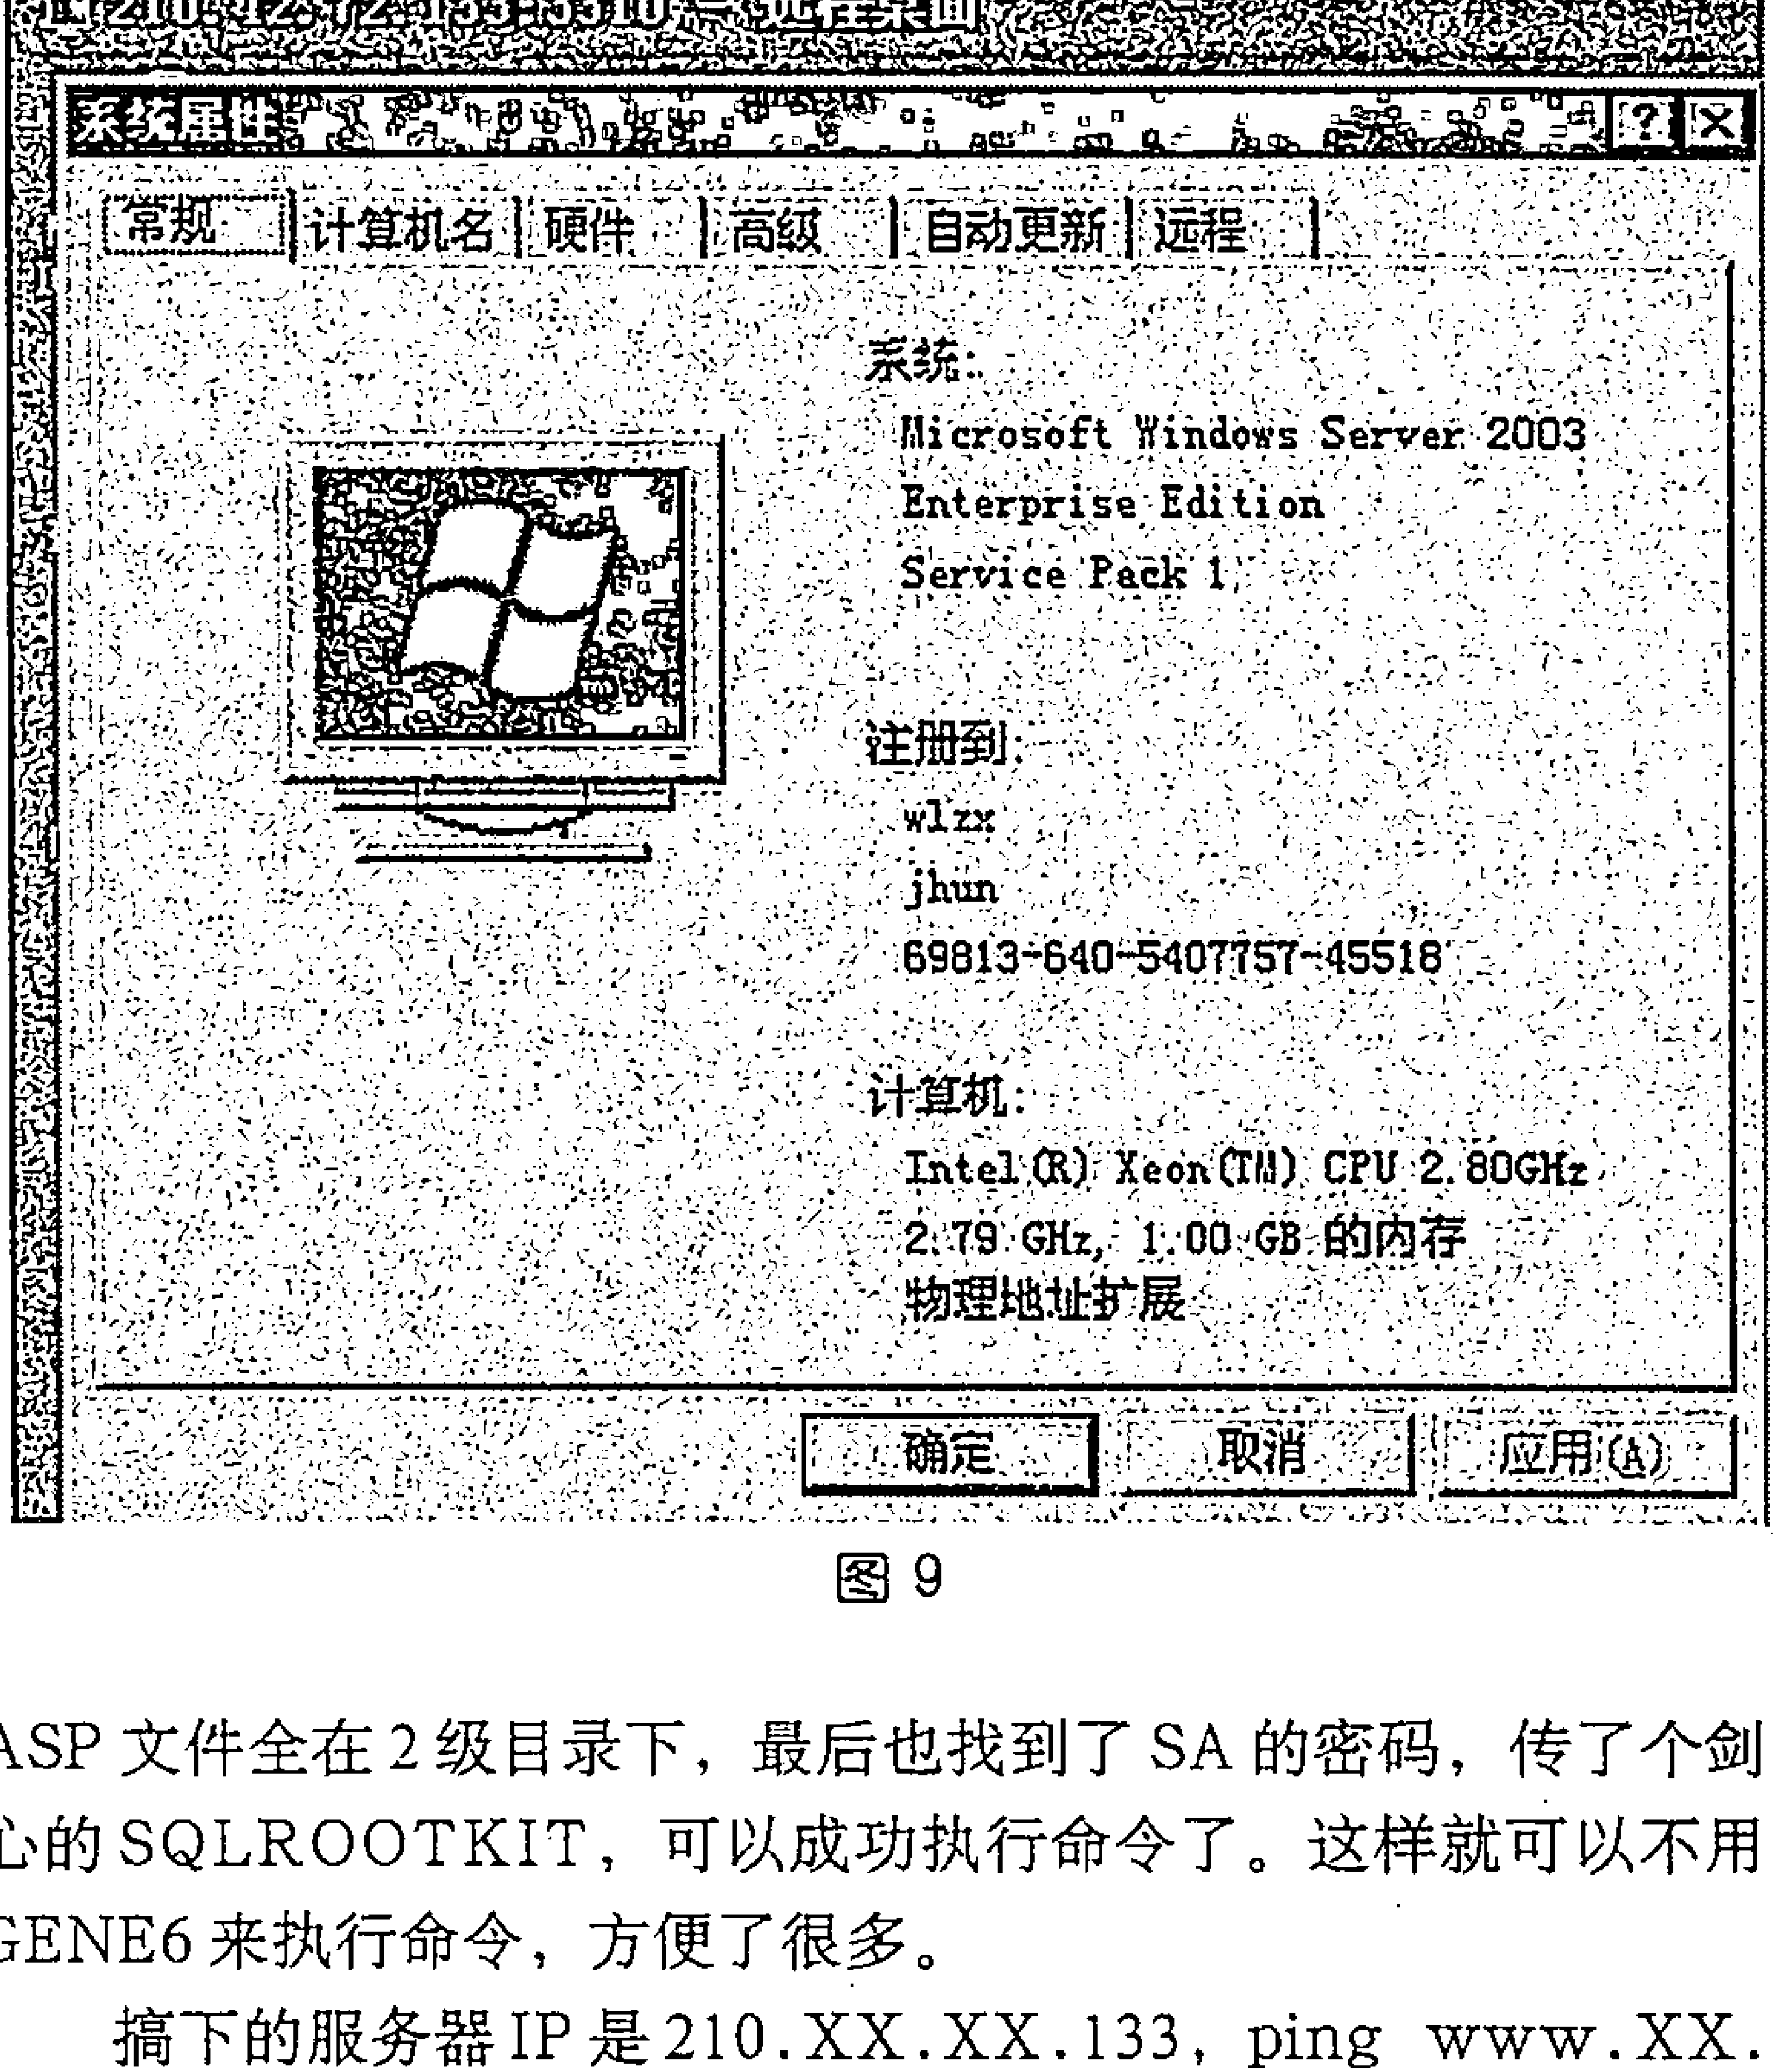 远程桌面
系统属性
常规 计算机名 硬件 高级 自动更新 远程
系统:
Microsoft Windows Server 2003
Enterprise Edition
Service Pack 1
注册到:
wlzx
jhun
69813-640-5407757-45518
计算机:
Intel(R) Xeon(TM) CPU 2.80GHz
2.79 GHz, 1.00 GB 的内存
物理地址扩展
确定 取消 应用(A)
图 9
ASP 文件全在 2 级目录下，最后也找到了 SA 的密码，传了个剑
心的 SQLROOTKIT，可以成功执行命令了。这样就可以不用
GENE6 来执行命令，方便了很多。
搞下的服务器 IP 是 210.XX.XX.133, ping www.XX.